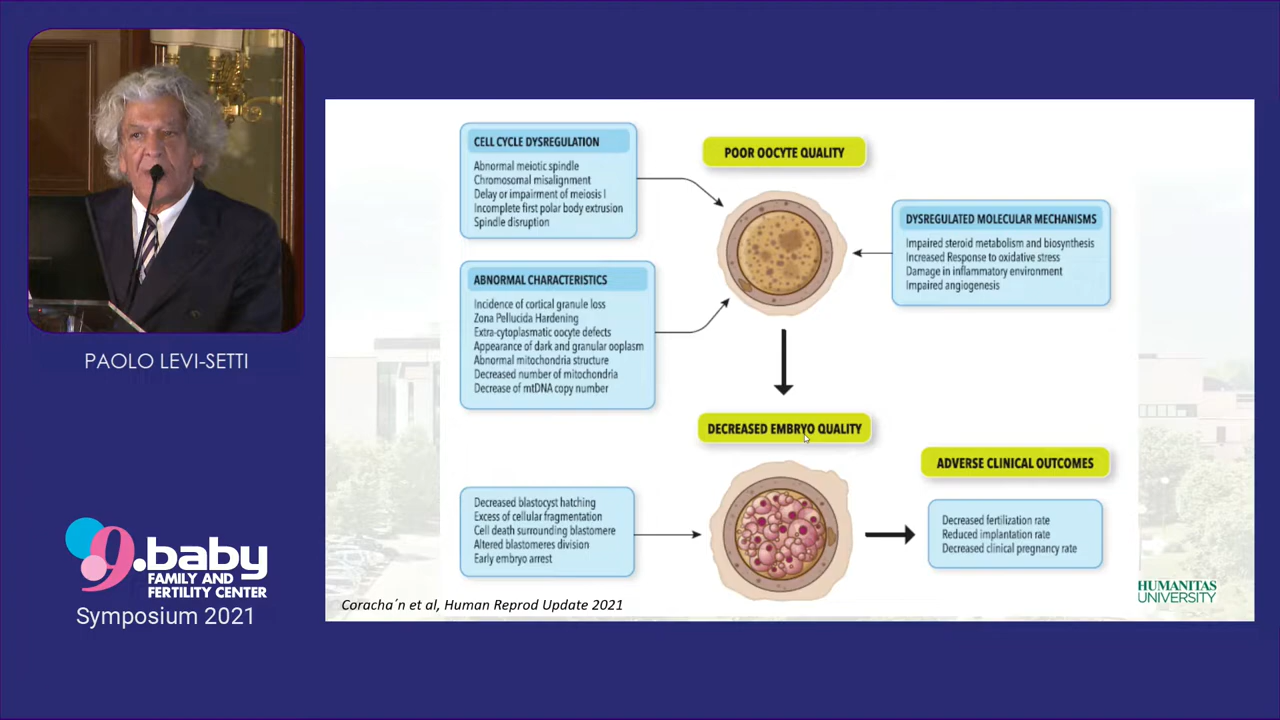 PAOLO LEVI-SETTI
9.baby
FAMILY AND
FERTILITY CENTER
Symposium 2021
CELL CYCLE DYSREGULATION
Abnormal meiotic spindle
Chromosomal misalignment
Delay or impairment of meiosis I
Incomplete first polar body extrusion
Spindle disruption
POOR OOCYTE QUALITY
DYSREGULATED MOLECULAR MECHANISMS
Impaired steroid metabolism and biosynthesis
Increased Response to oxidative stress
Damage in inflammatory environment
Impaired angiogenesis
ABNORMAL CHARACTERISTICS
Incidence of cortical granule loss
Zona Pellucida Hardening
Extra-cytoplasmatic oocyte defects
Appearance of dark and granular ooplasm
Abnormal mitochondria structure
Decreased number of mitochondria
Decrease of mtDNA copy number
DECREASED EMBRYO QUALITY
Decreased blastocyst hatching
Excess of cellular fragmentation
Cell death surrounding blastomere
Altered blastomeres division
Early embryo arrest
ADVERSE CLINICAL OUTCOMES
Decreased fertilization rate
Reduced implantation rate
Decreased clinical pregnancy rate
Coracha´n et al, Human Reprod Update 2021
HUMANITAS
UNIVERSITY